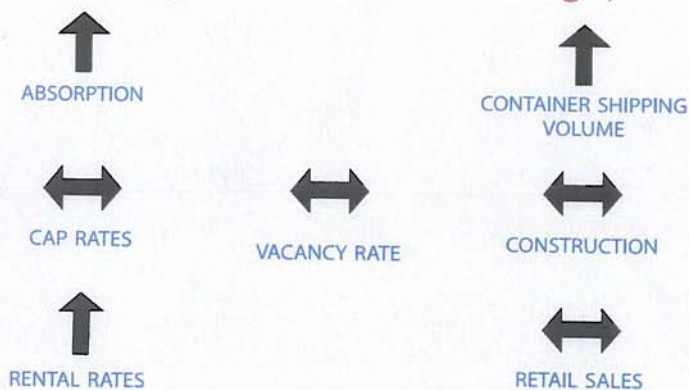 ABSORPTION
CONTAINER SHIPPING
VOLUME
CAP RATES
VACANCY RATE
CONSTRUCTION
RENTAL RATES
RETAIL SALES